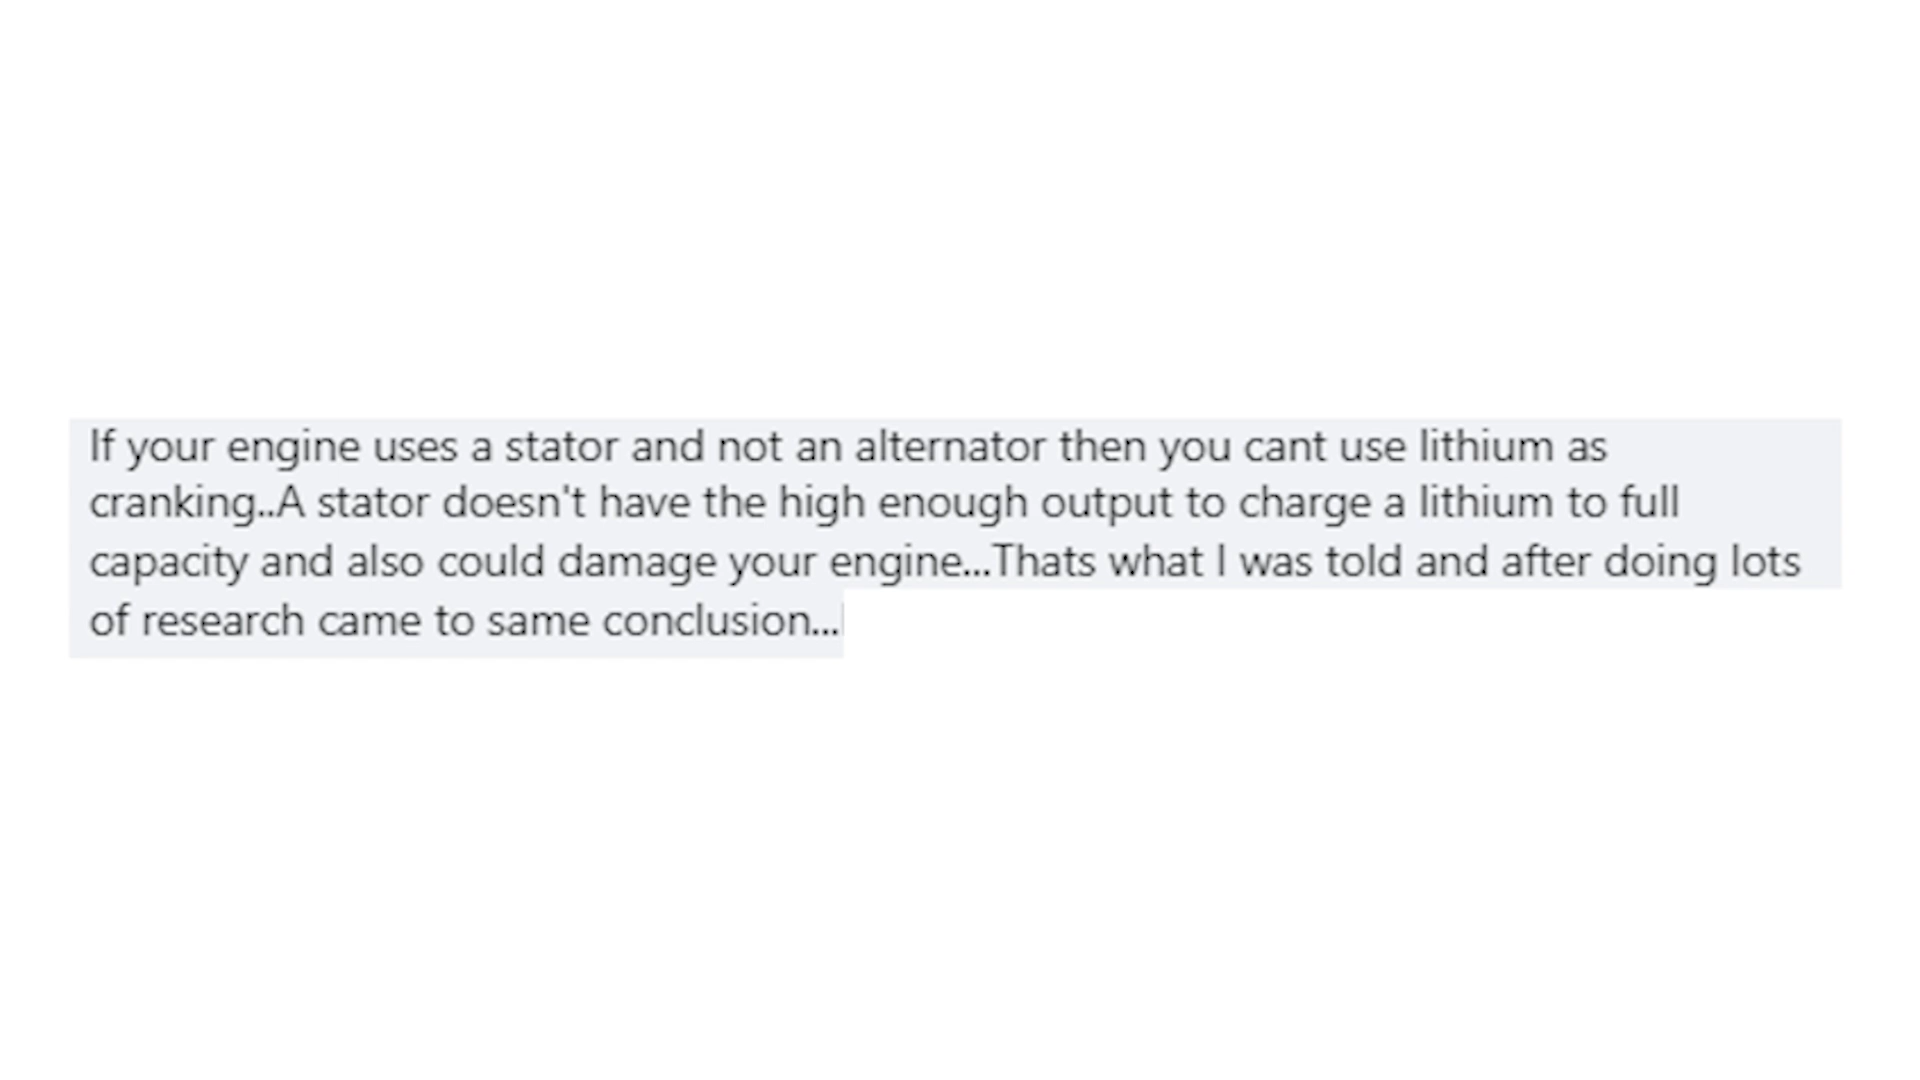 If your engine uses a stator and not an alternator then you cant use lithium as
cranking..A stator doesn't have the high enough output to charge a lithium to full
capacity and also could damage your engine...Thats what I was told and after doing lots
of research came to same conclusion...